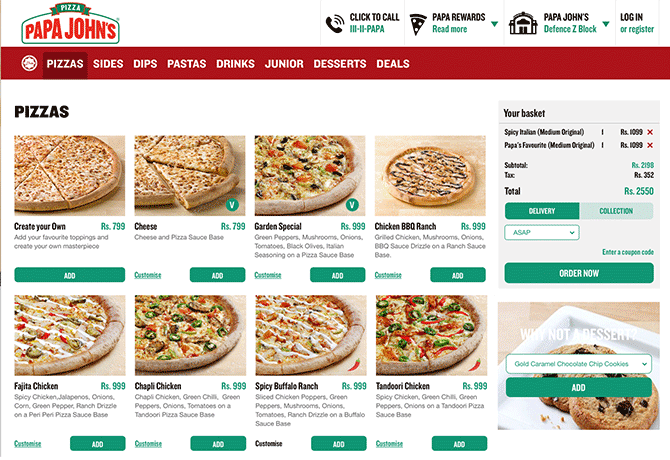 PIZZA
PAPA JOHN'S
CLICK TO CALL
111-11-PAPA
PAPA REWARDS
Read more
PAPA JOHN'S
Defence Z Block
LOG IN
or register
PIZZAS SIDES DIPS PASTAS DRINKS JUNIOR DESSERTS DEALS
PIZZAS
V
V
Create your Own Rs. 799
Add your favourite toppings and
create your own masterpiece
ADD
Cheese Rs. 799
Cheese and Pizza Sauce Base
Customise ADD
Garden Special Rs. 999
Green Peppers, Mushrooms, Onions,
Tomatoes, Black Olives, Italian
Seasoning on a Pizza Sauce Base
Customise ADD
Chicken BBQ Ranch Rs. 999
Grilled Chicken, Mushrooms, Onions,
BBQ Sauce Drizzle on a Ranch Sauce
Base.
Customise ADD
Fajita Chicken Rs. 999
Spicy Chicken,Jalapenos, Onions,
Corn, Green Pepper, Ranch Drizzle
on a Peri Peri Pizza Sauce Base
Customise ADD
Chapli Chicken Rs. 999
Chapli Chicken, Green Chilli, Green
Peppers, Onions, Tomatoes on a
Tandoori Pizza Sauce Base
Customise ADD
Spicy Buffalo Ranch Rs. 999
Sliced Chicken Poppers, Green
Peppers, Mushrooms, Onions,
Tomatoes, Ranch Drizzle on a Buffalo
Sauce Base
Customise ADD
Tandoori Chicken Rs. 999
Spicy Chicken, Green Chilli, Green
Peppers, Onions on a Tandoori Pizza
Sauce Base
Customise ADD
Your basket
Spicy Italian (Medium Original) 1 Rs. 1099
Papa's Favourite (Medium Original) 1 Rs. 1099
Subtotal: Rs. 2198
Tax: Rs. 352
Total Rs. 2550
DELIVERY COLLECTION
ASAP
Enter a coupon code
ORDER NOW
WHY NOT A DESSERT?
Gold Caramel Chocolate Chip Cookies
ADD